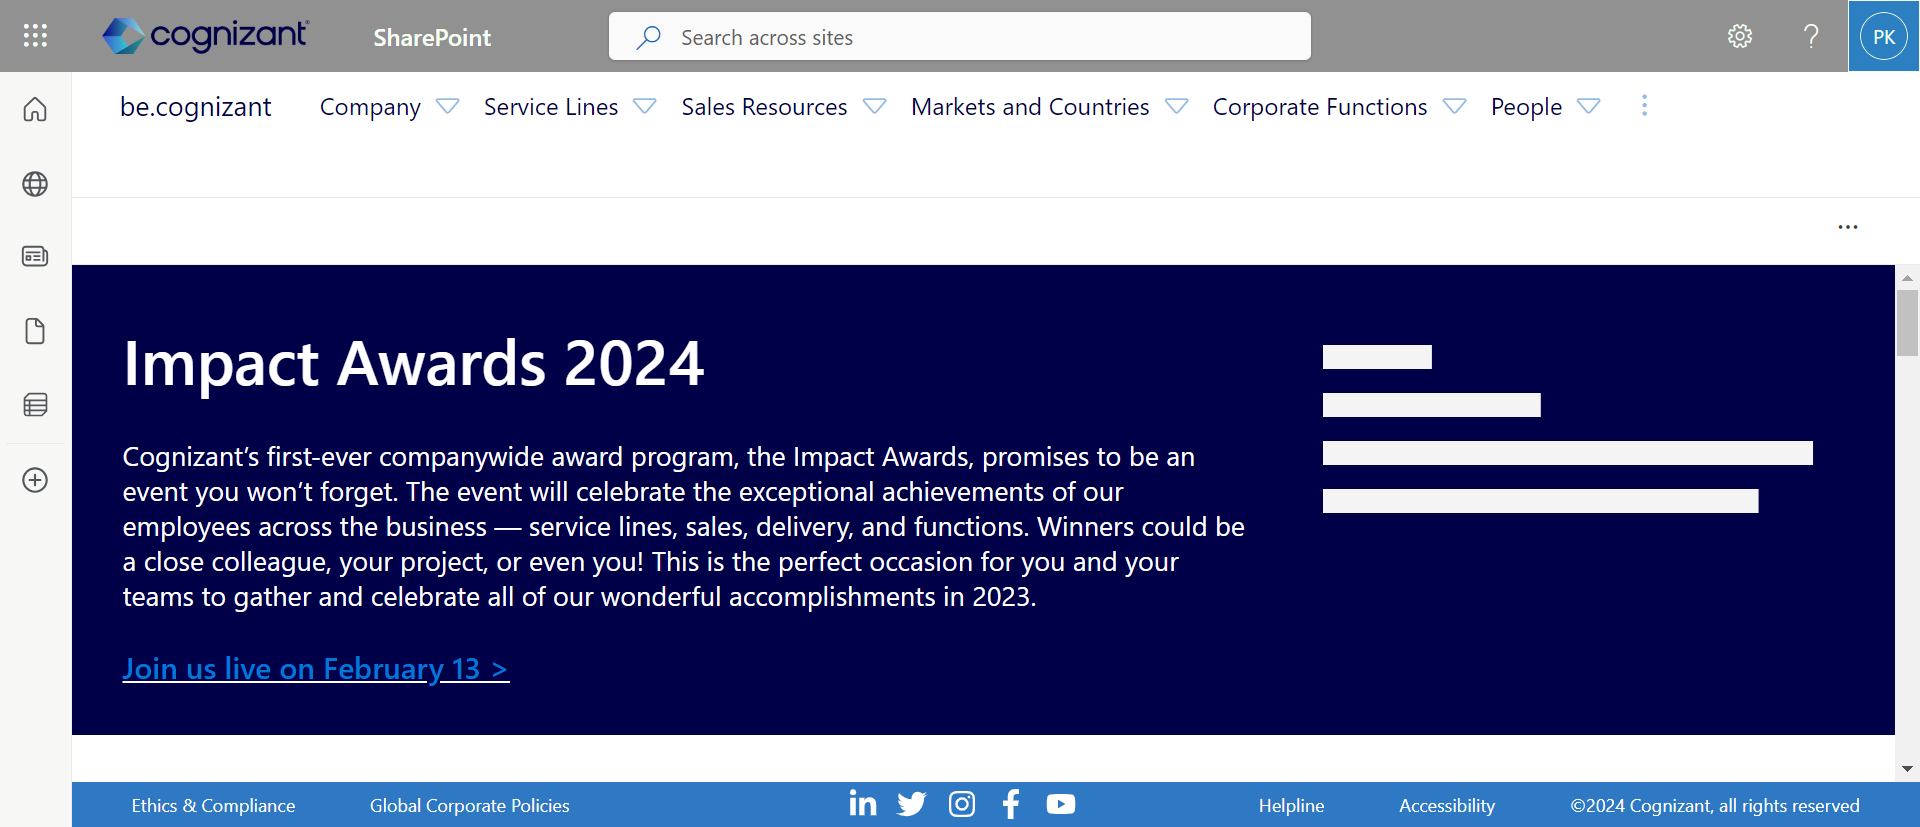 cognizant
SharePoint
Search across sites
?
PK
be.cognizant
Company
Service Lines
Sales Resources
Markets and Countries
Corporate Functions
People
Impact Awards 2024
Cognizant’s first-ever companywide award program, the Impact Awards, promises to be an
event you won’t forget. The event will celebrate the exceptional achievements of our
employees across the business — service lines, sales, delivery, and functions. Winners could be
a close colleague, your project, or even you! This is the perfect occasion for you and your
teams to gather and celebrate all of our wonderful accomplishments in 2023.
Join us live on February 13 >
Ethics & Compliance
Global Corporate Policies
Helpline
Accessibility
©2024 Cognizant, all rights reserved